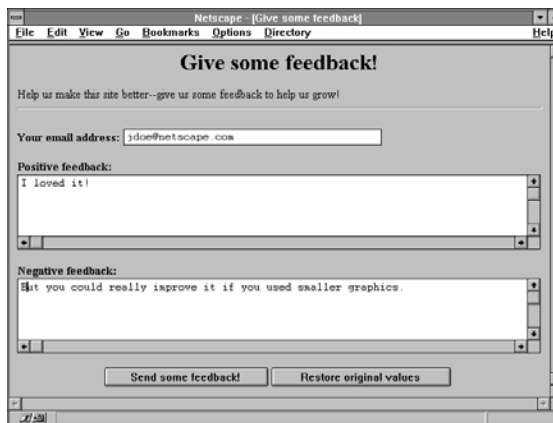 Netscape - [Give some feedback]
File Edit View Go Bookmarks Options Directory Help
Give some feedback!
Help us make this site better--give us some feedback to help us grow!
Your email address: jdoe@netscape.com
Positive feedback:
I loved it!
Negative feedback:
But you could really improve it if you used smaller graphics.
Send some feedback! Restore original values